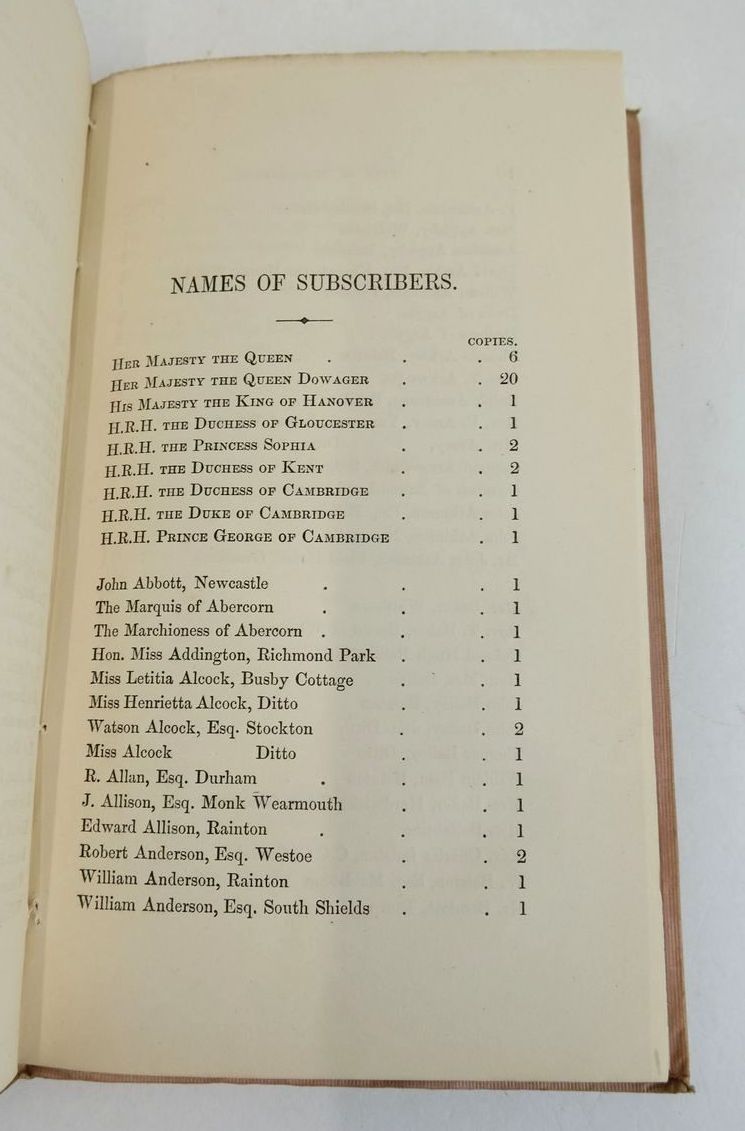 NAMES OF SUBSCRIBERS.
COPIES.
HER MAJESTY THE QUEEN . . . 6
HER MAJESTY THE QUEEN DOWAGER . . 20
HIS MAJESTY THE KING OF HANOVER . . 1
H.R.H. THE DUCHESS OF GLOUCESTER . . 1
H.R.H. THE PRINCESS SOPHIA . . 2
H.R.H. THE DUCHESS OF KENT . . 2
H.R.H. THE DUCHESS OF CAMBRIDGE . . 1
H.R.H. THE DUKE OF CAMBRIDGE . . 1
H.R.H. PRINCE GEORGE OF CAMBRIDGE . 1
John Abbott, Newcastle . . . 1
The Marquis of Abercorn . . . 1
The Marchioness of Abercorn . . . 1
Hon. Miss Addington, Richmond Park . . 1
Miss Letitia Alcock, Busby Cottage . . 1
Miss Henrietta Alcock, Ditto . . 1
Watson Alcock, Esq. Stockton . . 2
Miss Alcock Ditto . . 1
R. Allan, Esq. Durham . . . 1
J. Allison, Esq. Monk Wearmouth . . 1
Edward Allison, Rainton . . . 1
Robert Anderson, Esq. Westoe . . 2
William Anderson, Rainton . . 1
William Anderson, Esq. South Shields . . 1